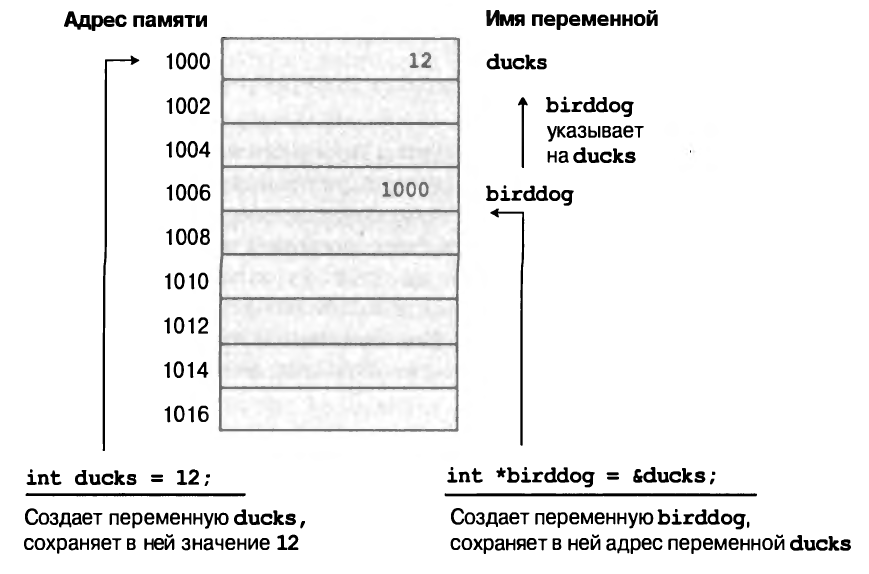 Адрес памяти
Имя переменной
1000
12
ducks
1002
birddog
указывает
на ducks
1004
1006
1000
birddog
1008
1010
1012
1014
1016
int ducks = 12;
Создает переменную ducks,
сохраняет в ней значение 12
int *birddog = &ducks;
Создает переменную birddog,
сохраняет в ней адрес переменной ducks